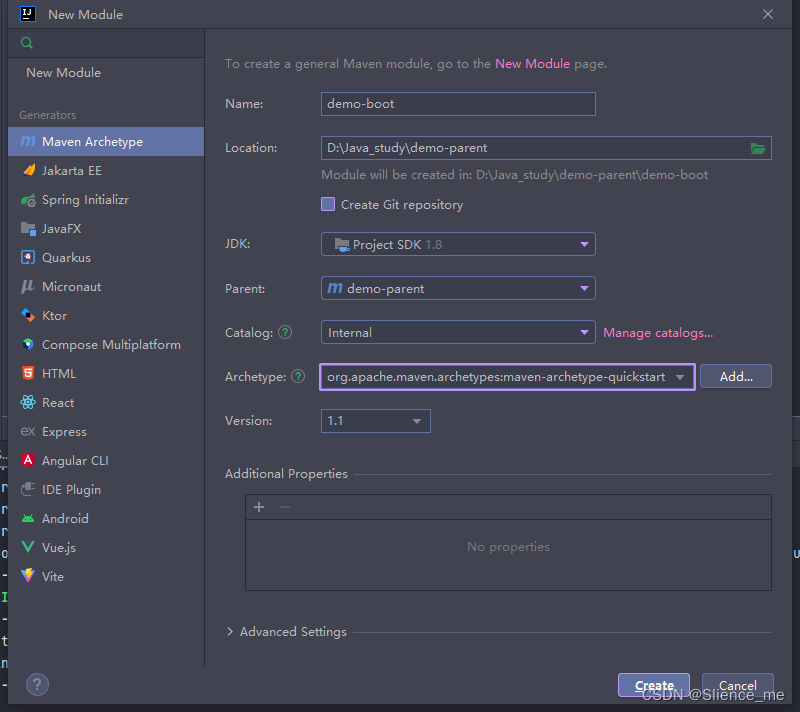 New Module
New Module
Generators
Maven Archetype
Jakarta EE
Spring Initializr
JavaFX
Quarkus
Micronaut
Ktor
Compose Multiplatform
HTML
React
Express
Angular CLI
IDE Plugin
Android
Vue.js
Vite
To create a general Maven module, go to the New Module page.
Name: demo-boot
Location: D:\Java_study\demo-parent
Module will be created in: D:\Java_study\demo-parent\demo-boot
Create Git repository
JDK: Project SDK 1.8
Parent: demo-parent
Catalog: ? Internal Manage catalogs...
Archetype: ? org.apache.maven.archetypes:maven-archetype-quickstart Add...
Version: 1.1
Additional Properties
+ −
No properties
Advanced Settings
? Create Cancel
CSDN @Slience_me